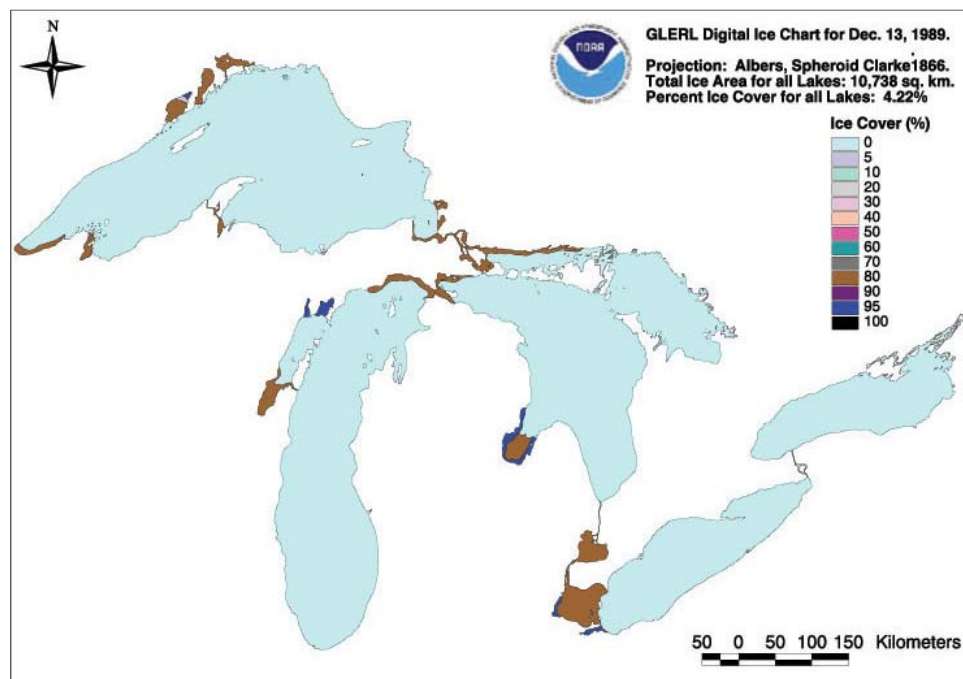 N
NOAA
GLERL Digital Ice Chart for Dec. 13, 1989.
Projection: Albers, Spheroid Clarke1866.
Total Ice Area for all Lakes: 10,738 sq. km.
Percent Ice Cover for all Lakes: 4.22%
Ice Cover (%)
0
5
10
20
30
40
50
60
70
80
90
95
100
50 0 50 100 150 Kilometers